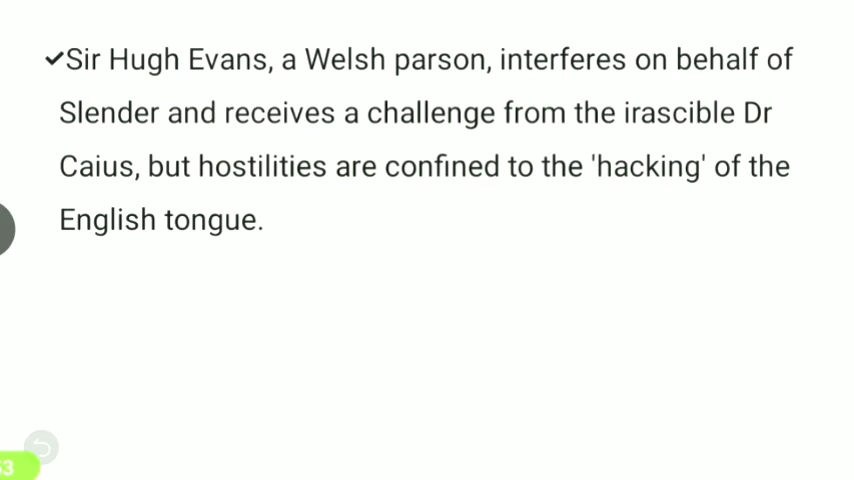 ✔Sir Hugh Evans, a Welsh parson, interferes on behalf of
Slender and receives a challenge from the irascible Dr
Caius, but hostilities are confined to the 'hacking' of the
English tongue.
53